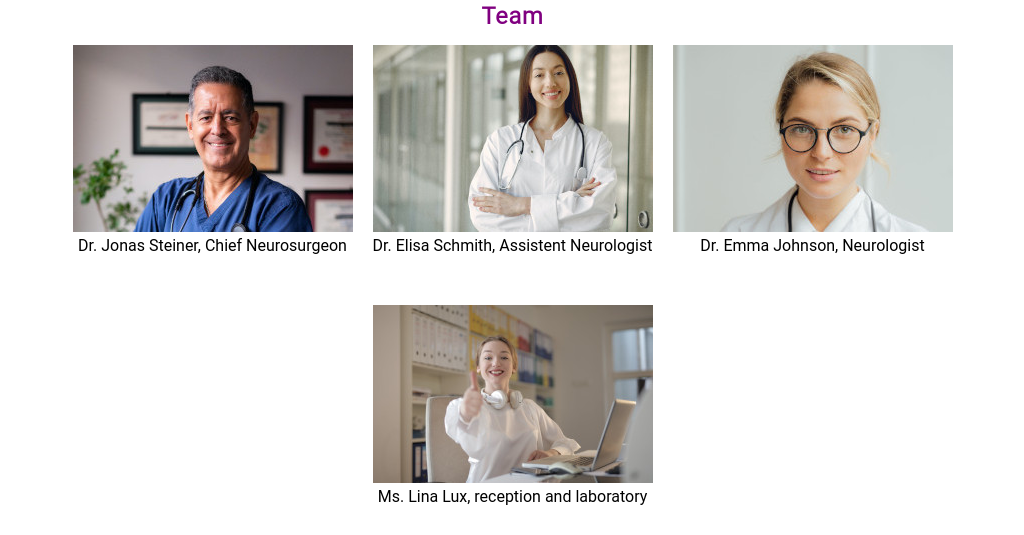 Team
Dr. Jonas Steiner, Chief Neurosurgeon
Dr. Elisa Schmith, Assistent Neurologist
Dr. Emma Johnson, Neurologist
Ms. Lina Lux, reception and laboratory